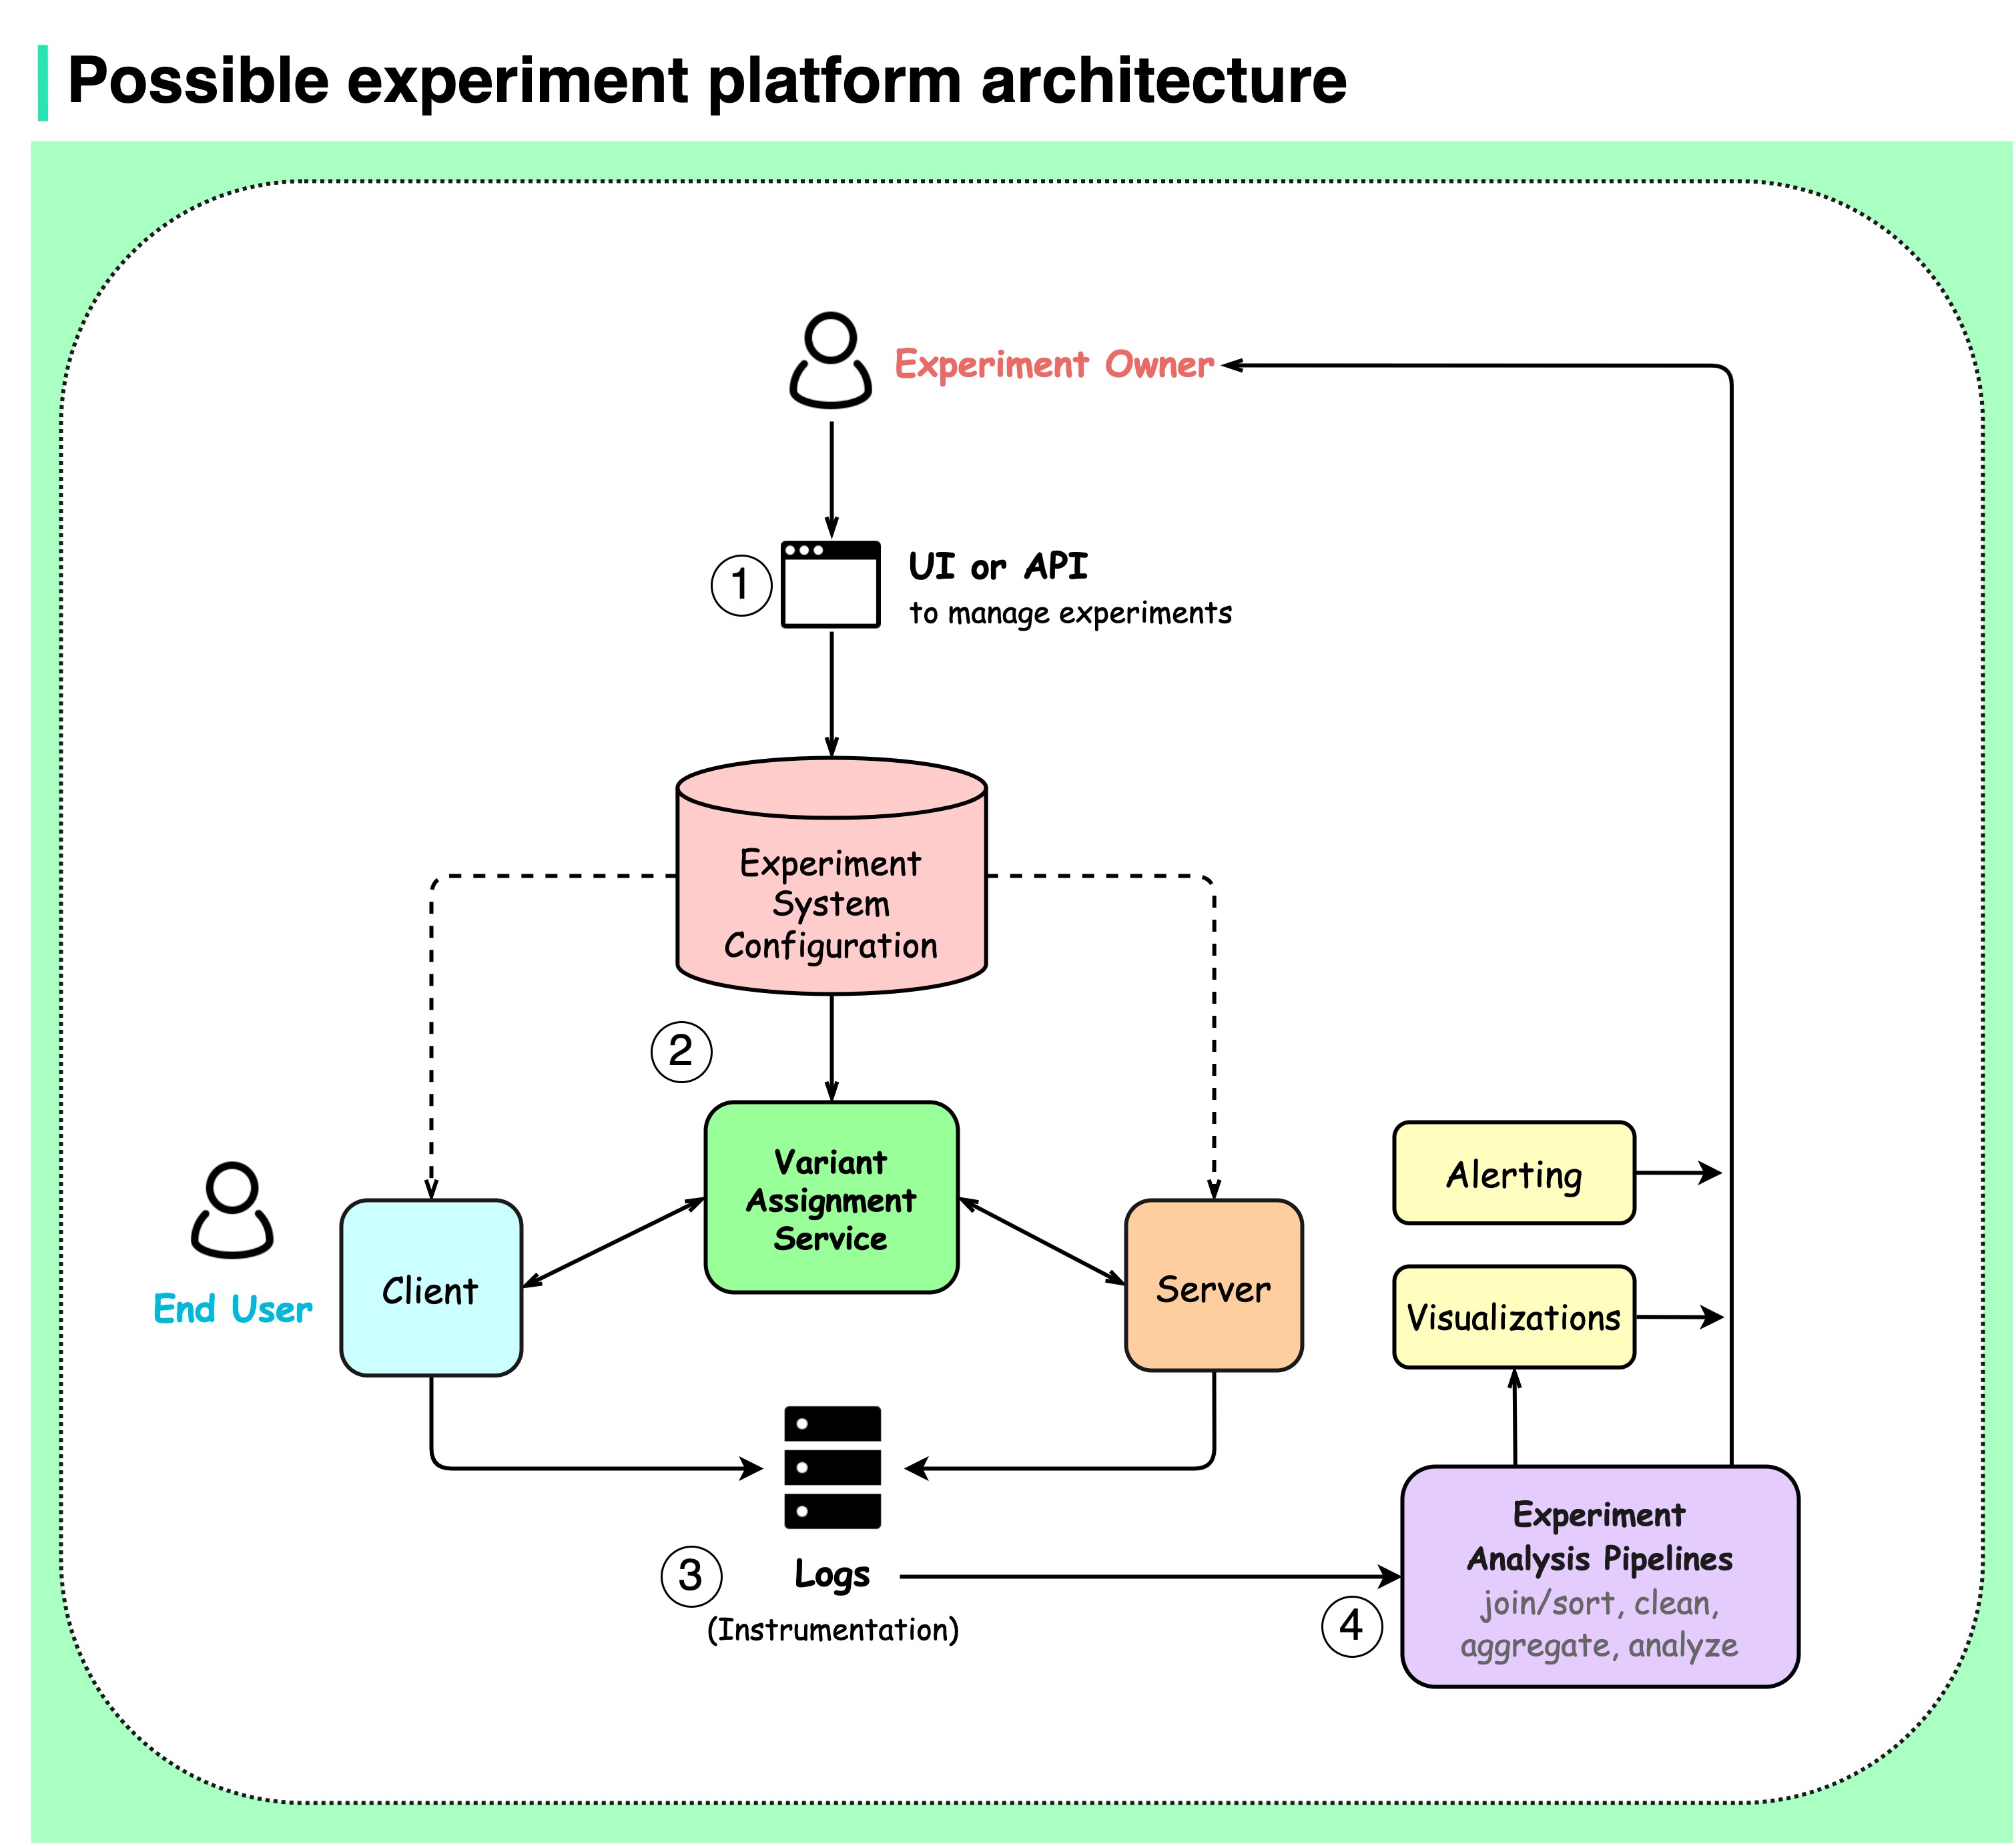 Possible experiment platform architecture
Experiment Owner
1
UI or API
to manage experiments
Experiment
System
Configuration
2
Variant
Assignment
Service
End User
Client
Server
Alerting
Visualizations
3
Logs
(Instrumentation)
4
Experiment
Analysis Pipelines
join/sort, clean,
aggregate, analyze